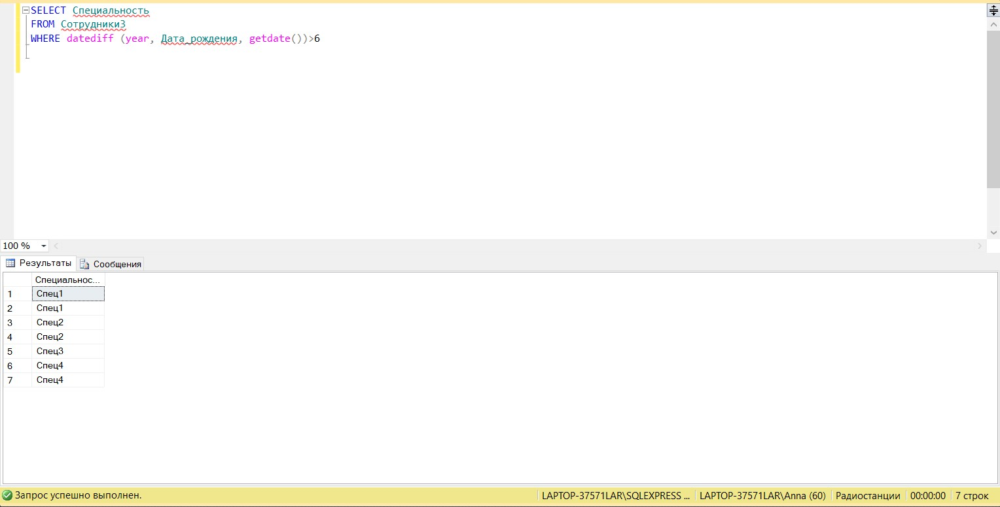 SELECT Специальность
FROM Сотрудники3
WHERE datediff (year, Дата_рождения, getdate())>6
100 %
Результаты Сообщения
Специальнос...
1 Спец1
2 Спец1
3 Спец2
4 Спец2
5 Спец3
6 Спец4
7 Спец4
Запрос успешно выполнен. LAPTOP-37571LAR\SQLEXPRESS ... LAPTOP-37571LAR\Anna (60) Радиостанции 00:00:00 7 строк